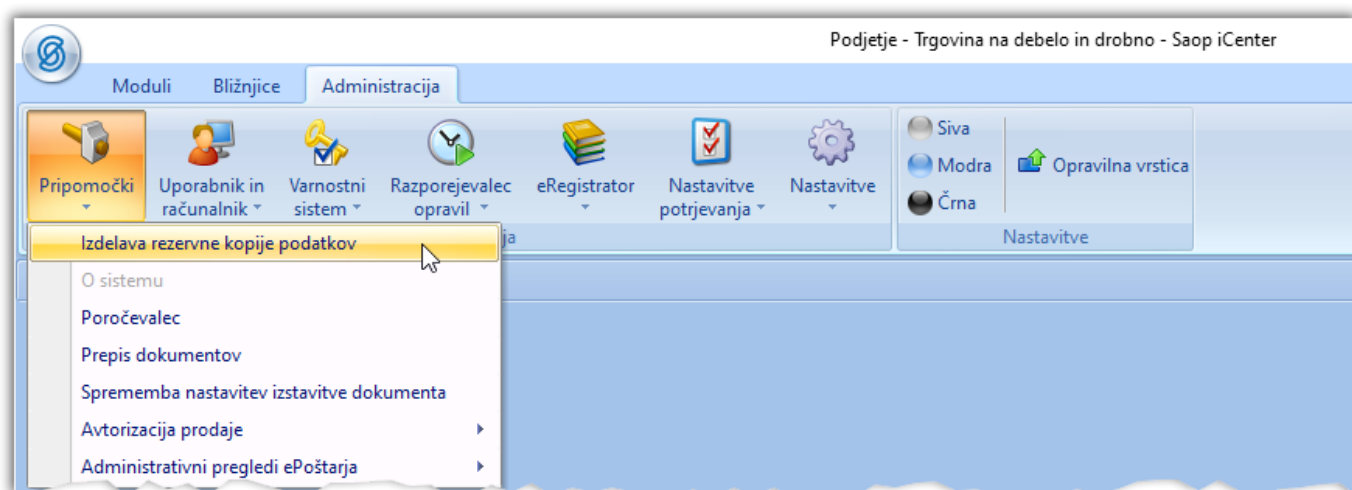 Podjetje - Trgovina na debelo in drobno - Saop iCenter
Moduli Bližnjice Administracija
Pripomočki
Uporabnik in
računalnik
Varnostni
sistem
Razporejevalec
opravil
eRegistrator
Nastavitve
potrjevanja
Nastavitve
Siva
Modra
Črna
Opravilna vrstica
ja
Nastavitve
Izdelava rezervne kopije podatkov
O sistemu
Poročevalec
Prepis dokumentov
Sprememba nastavitev izstavitve dokumenta
Avtorizacija prodaje
Administrativni pregledi ePoštarja